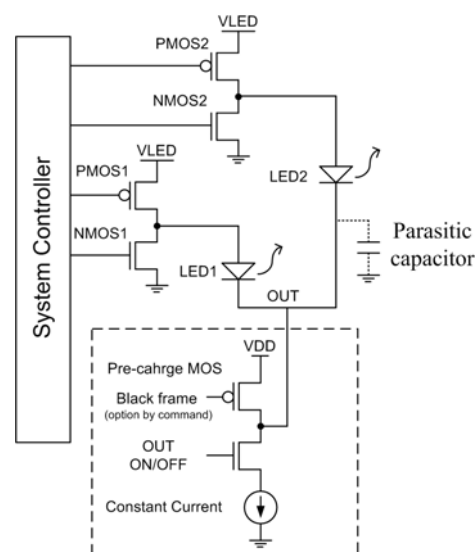 VLED
PMOS2
NMOS2
VLED
PMOS1
LED2
NMOS1
LED1
Parasitic
capacitor
System Controller
OUT
VDD
Pre-cahrge MOS
Black frame
(option by command)
OUT
ON/OFF
Constant Current